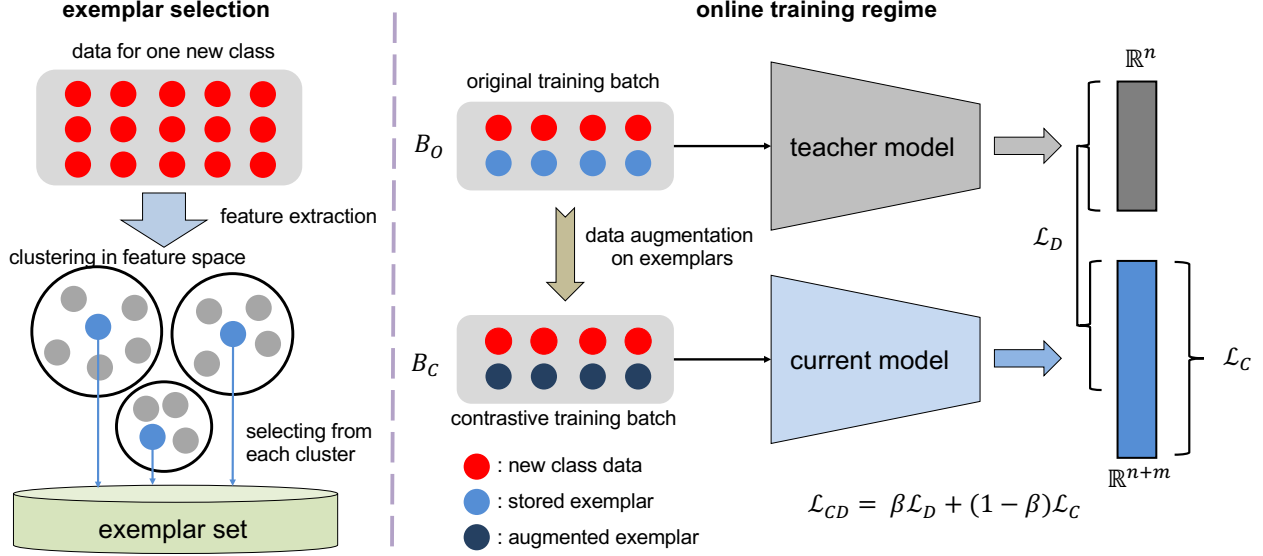 exemplar selection
data for one new class
feature extraction
clustering in feature space
selecting from
each cluster
exemplar set
online training regime
original training batch
B_O
teacher model
ℝⁿ
data augmentation
on exemplars
ℒ_D
B_C
current model
ℒ_C
contrastive training batch
ℝⁿ⁺ᵐ
: new class data
: stored exemplar
: augmented exemplar
ℒ_CD = βℒ_D + (1 − β)ℒ_C